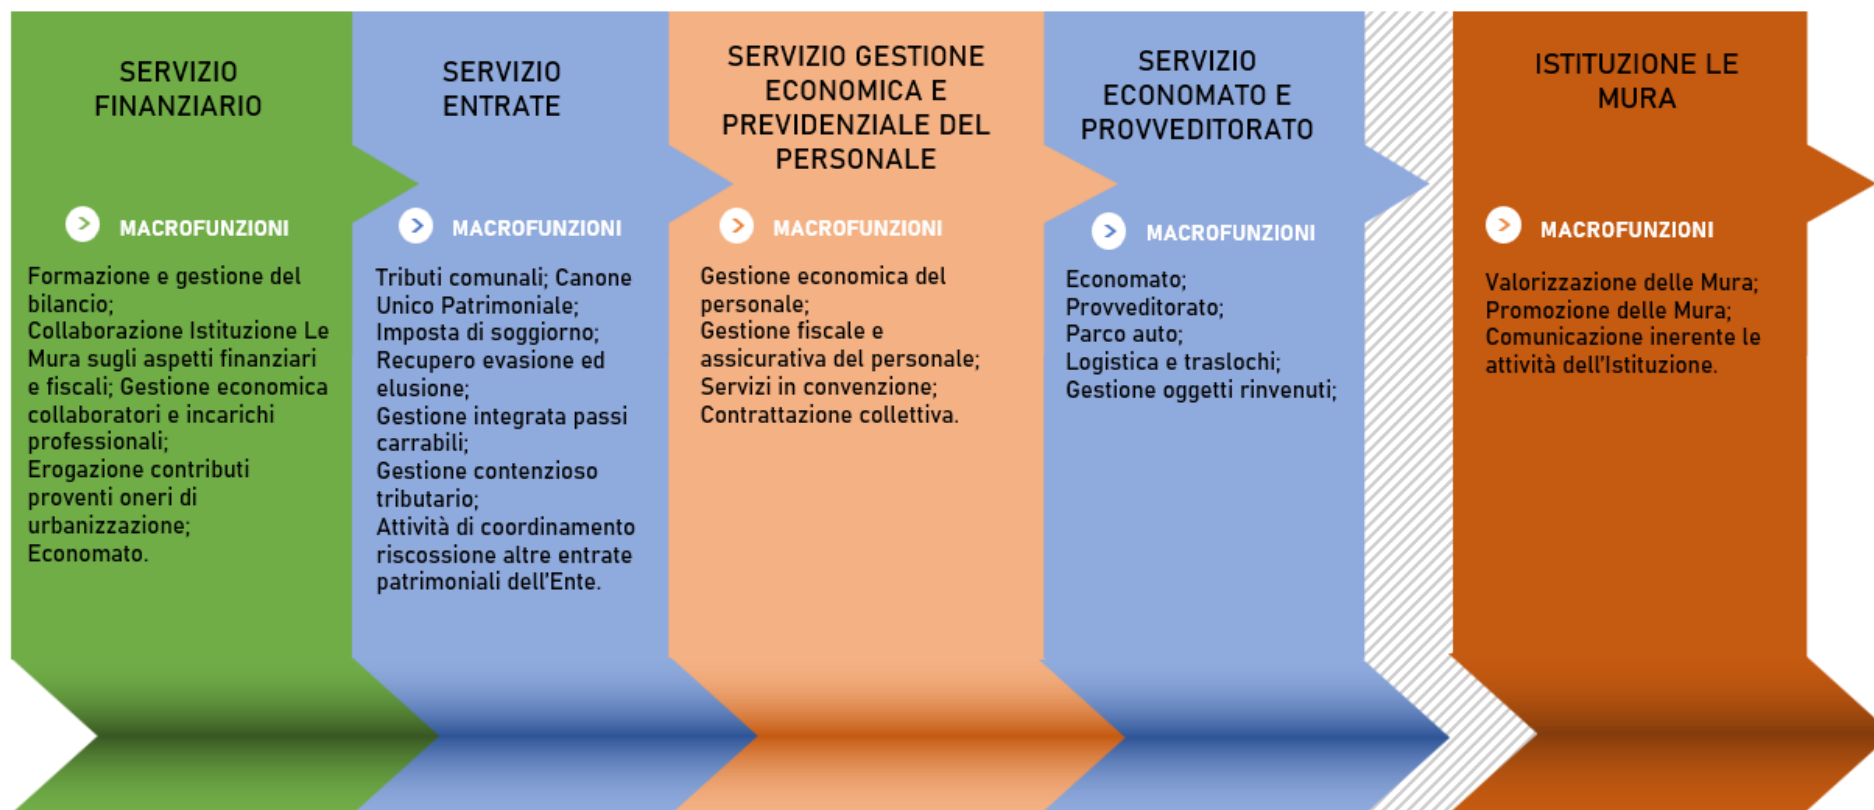 SERVIZIO
FINANZIARIO
MACROFUNZIONI
Formazione e gestione del
bilancio;
Collaborazione Istituzione Le
Mura sugli aspetti finanziari
e fiscali; Gestione economica
collaboratori e incarichi
professionali;
Erogazione contributi
proventi oneri di
urbanizzazione;
Economato.
SERVIZIO
ENTRATE
MACROFUNZIONI
Tributi comunali; Canone
Unico Patrimoniale;
Imposta di soggiorno;
Recupero evasione ed
elusione;
Gestione integrata passi
carrabili;
Gestione contenzioso
tributario;
Attività di coordinamento
riscossione altre entrate
patrimoniali dell'Ente.
SERVIZIO GESTIONE
ECONOMICA E
PREVIDENZIALE DEL
PERSONALE
MACROFUNZIONI
Gestione economica del
personale;
Gestione fiscale e
assicurativa del personale;
Servizi in convenzione;
Contrattazione collettiva.
SERVIZIO
ECONOMATO E
PROVVEDITORATO
MACROFUNZIONI
Economato;
Provveditorato;
Parco auto;
Logistica e traslochi;
Gestione oggetti rinvenuti;
ISTITUZIONE LE
MURA
MACROFUNZIONI
Valorizzazione delle Mura;
Promozione delle Mura;
Comunicazione inerente le
attività dell'Istituzione.